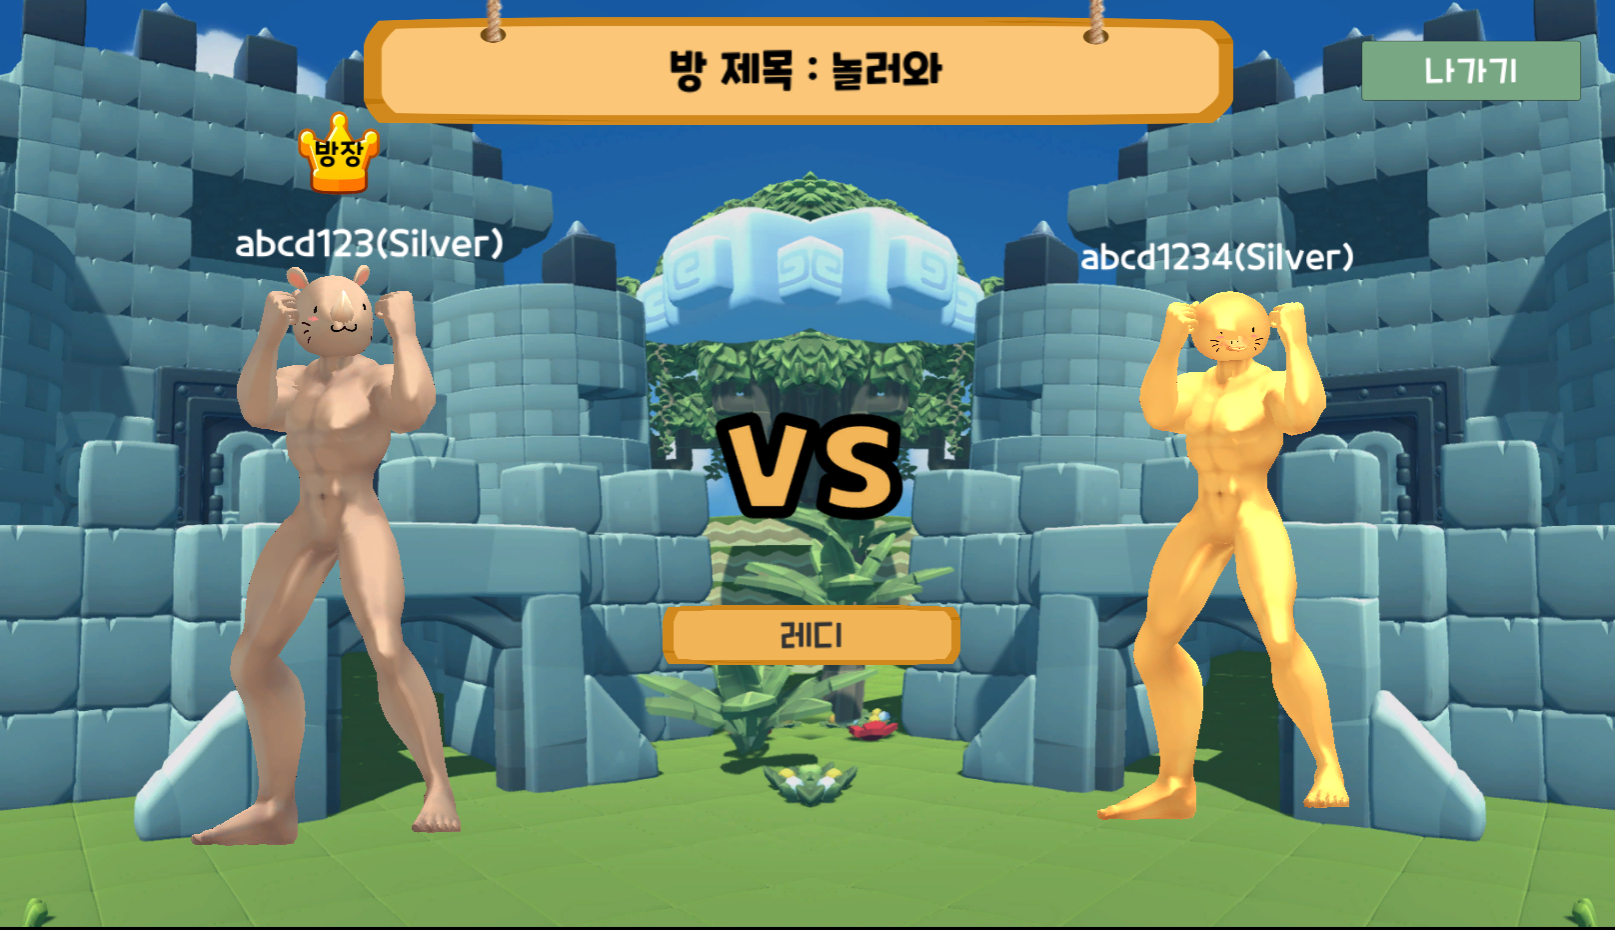 방 제목 : 놀러와
나가기
방장
abcd123(Silver)
abcd1234(Silver)
VS
레디